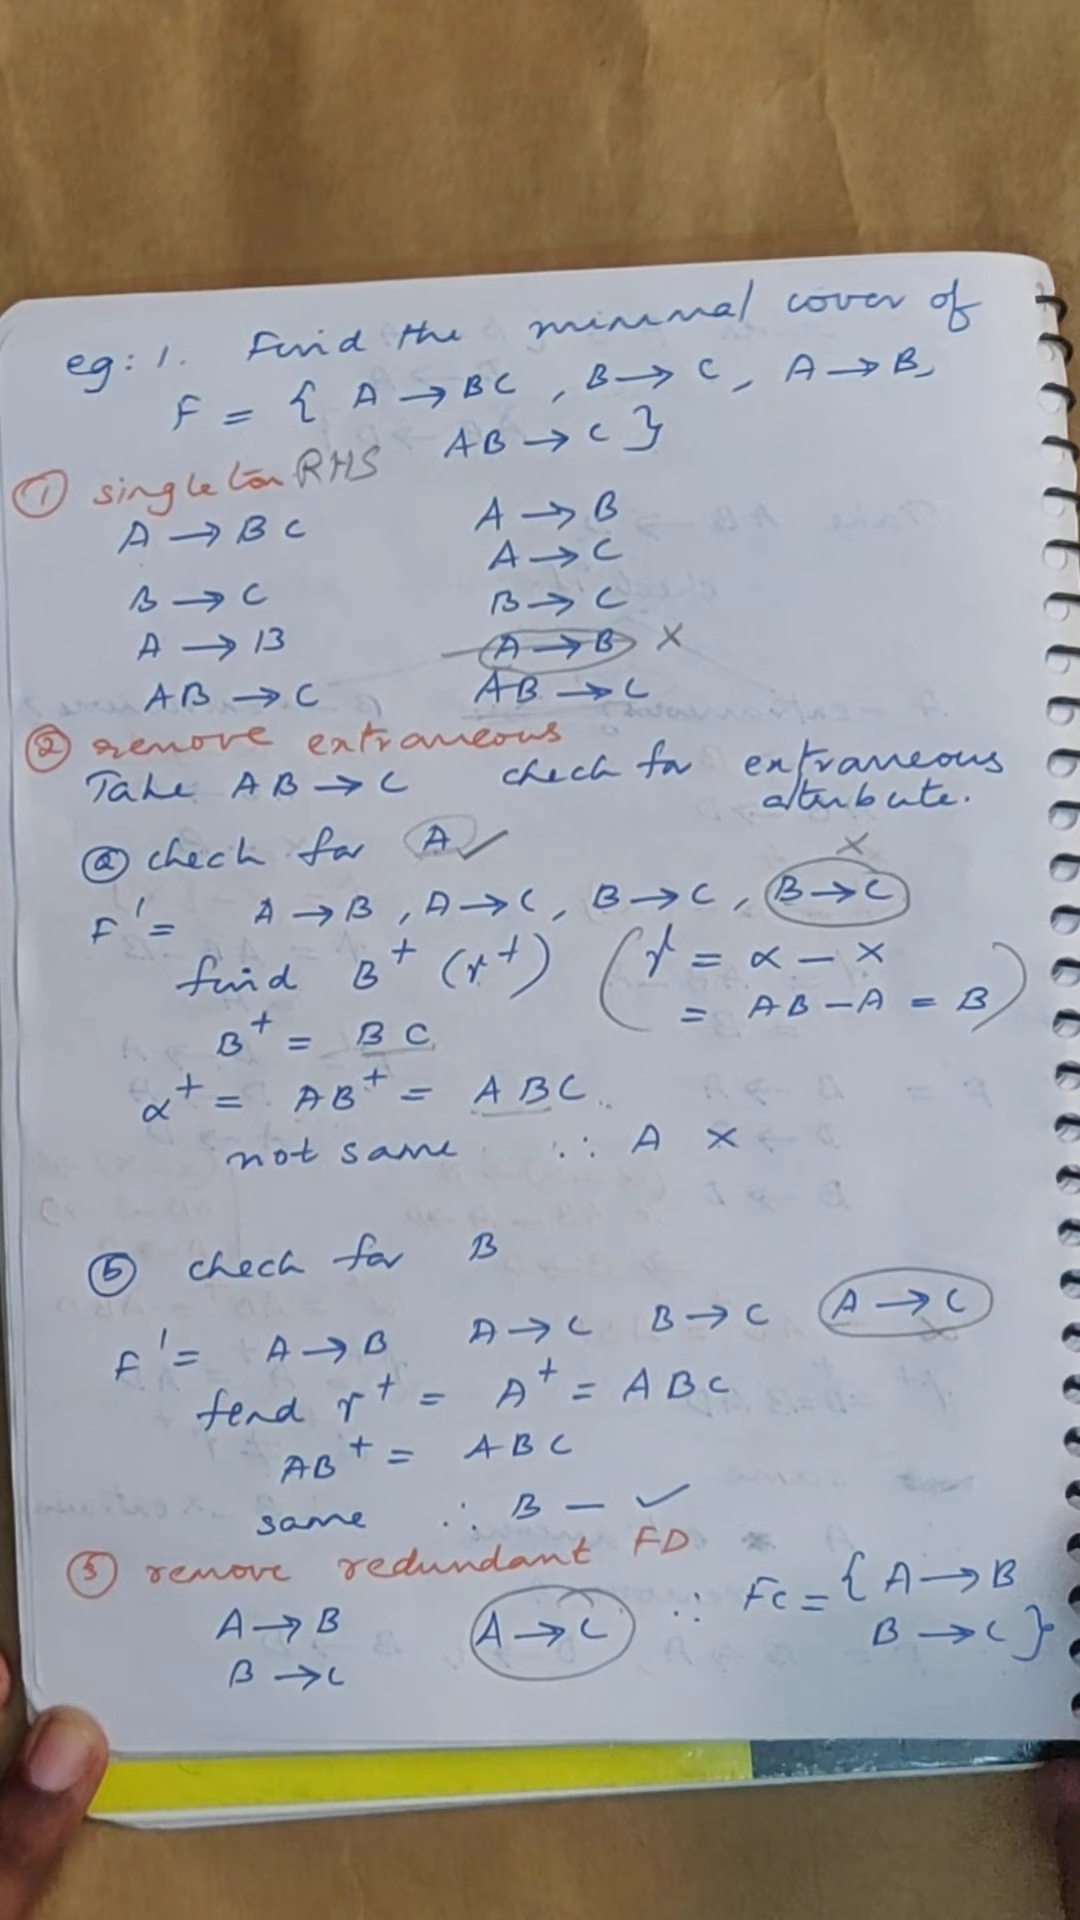 eg: 1. Find the minimal cover of
F = { A → BC , B → C , A → B,
AB → C }
① singleton RHS
A → BC A → B
A → C
B → C B → C
A → B A → B ×
AB → C AB → C
② remove extraneous
Take AB → C check for extraneous
attribute.
ⓐ check for A ✓
F' = A → B , A → C , B → C , B → C ×
find B⁺ (γ⁺) (γ = α – x
= AB – A = B)
B⁺ = BC
α⁺ = AB⁺ = ABC
not same ∴ A ×
ⓑ check for B
F' = A → B A → C B → C A → C
find γ⁺ = A⁺ = ABC
AB⁺ = ABC
same ∴ B – ✓
③ remove redundant FD
A → B A → C ∴ Fc = { A → B
B → C B → C }